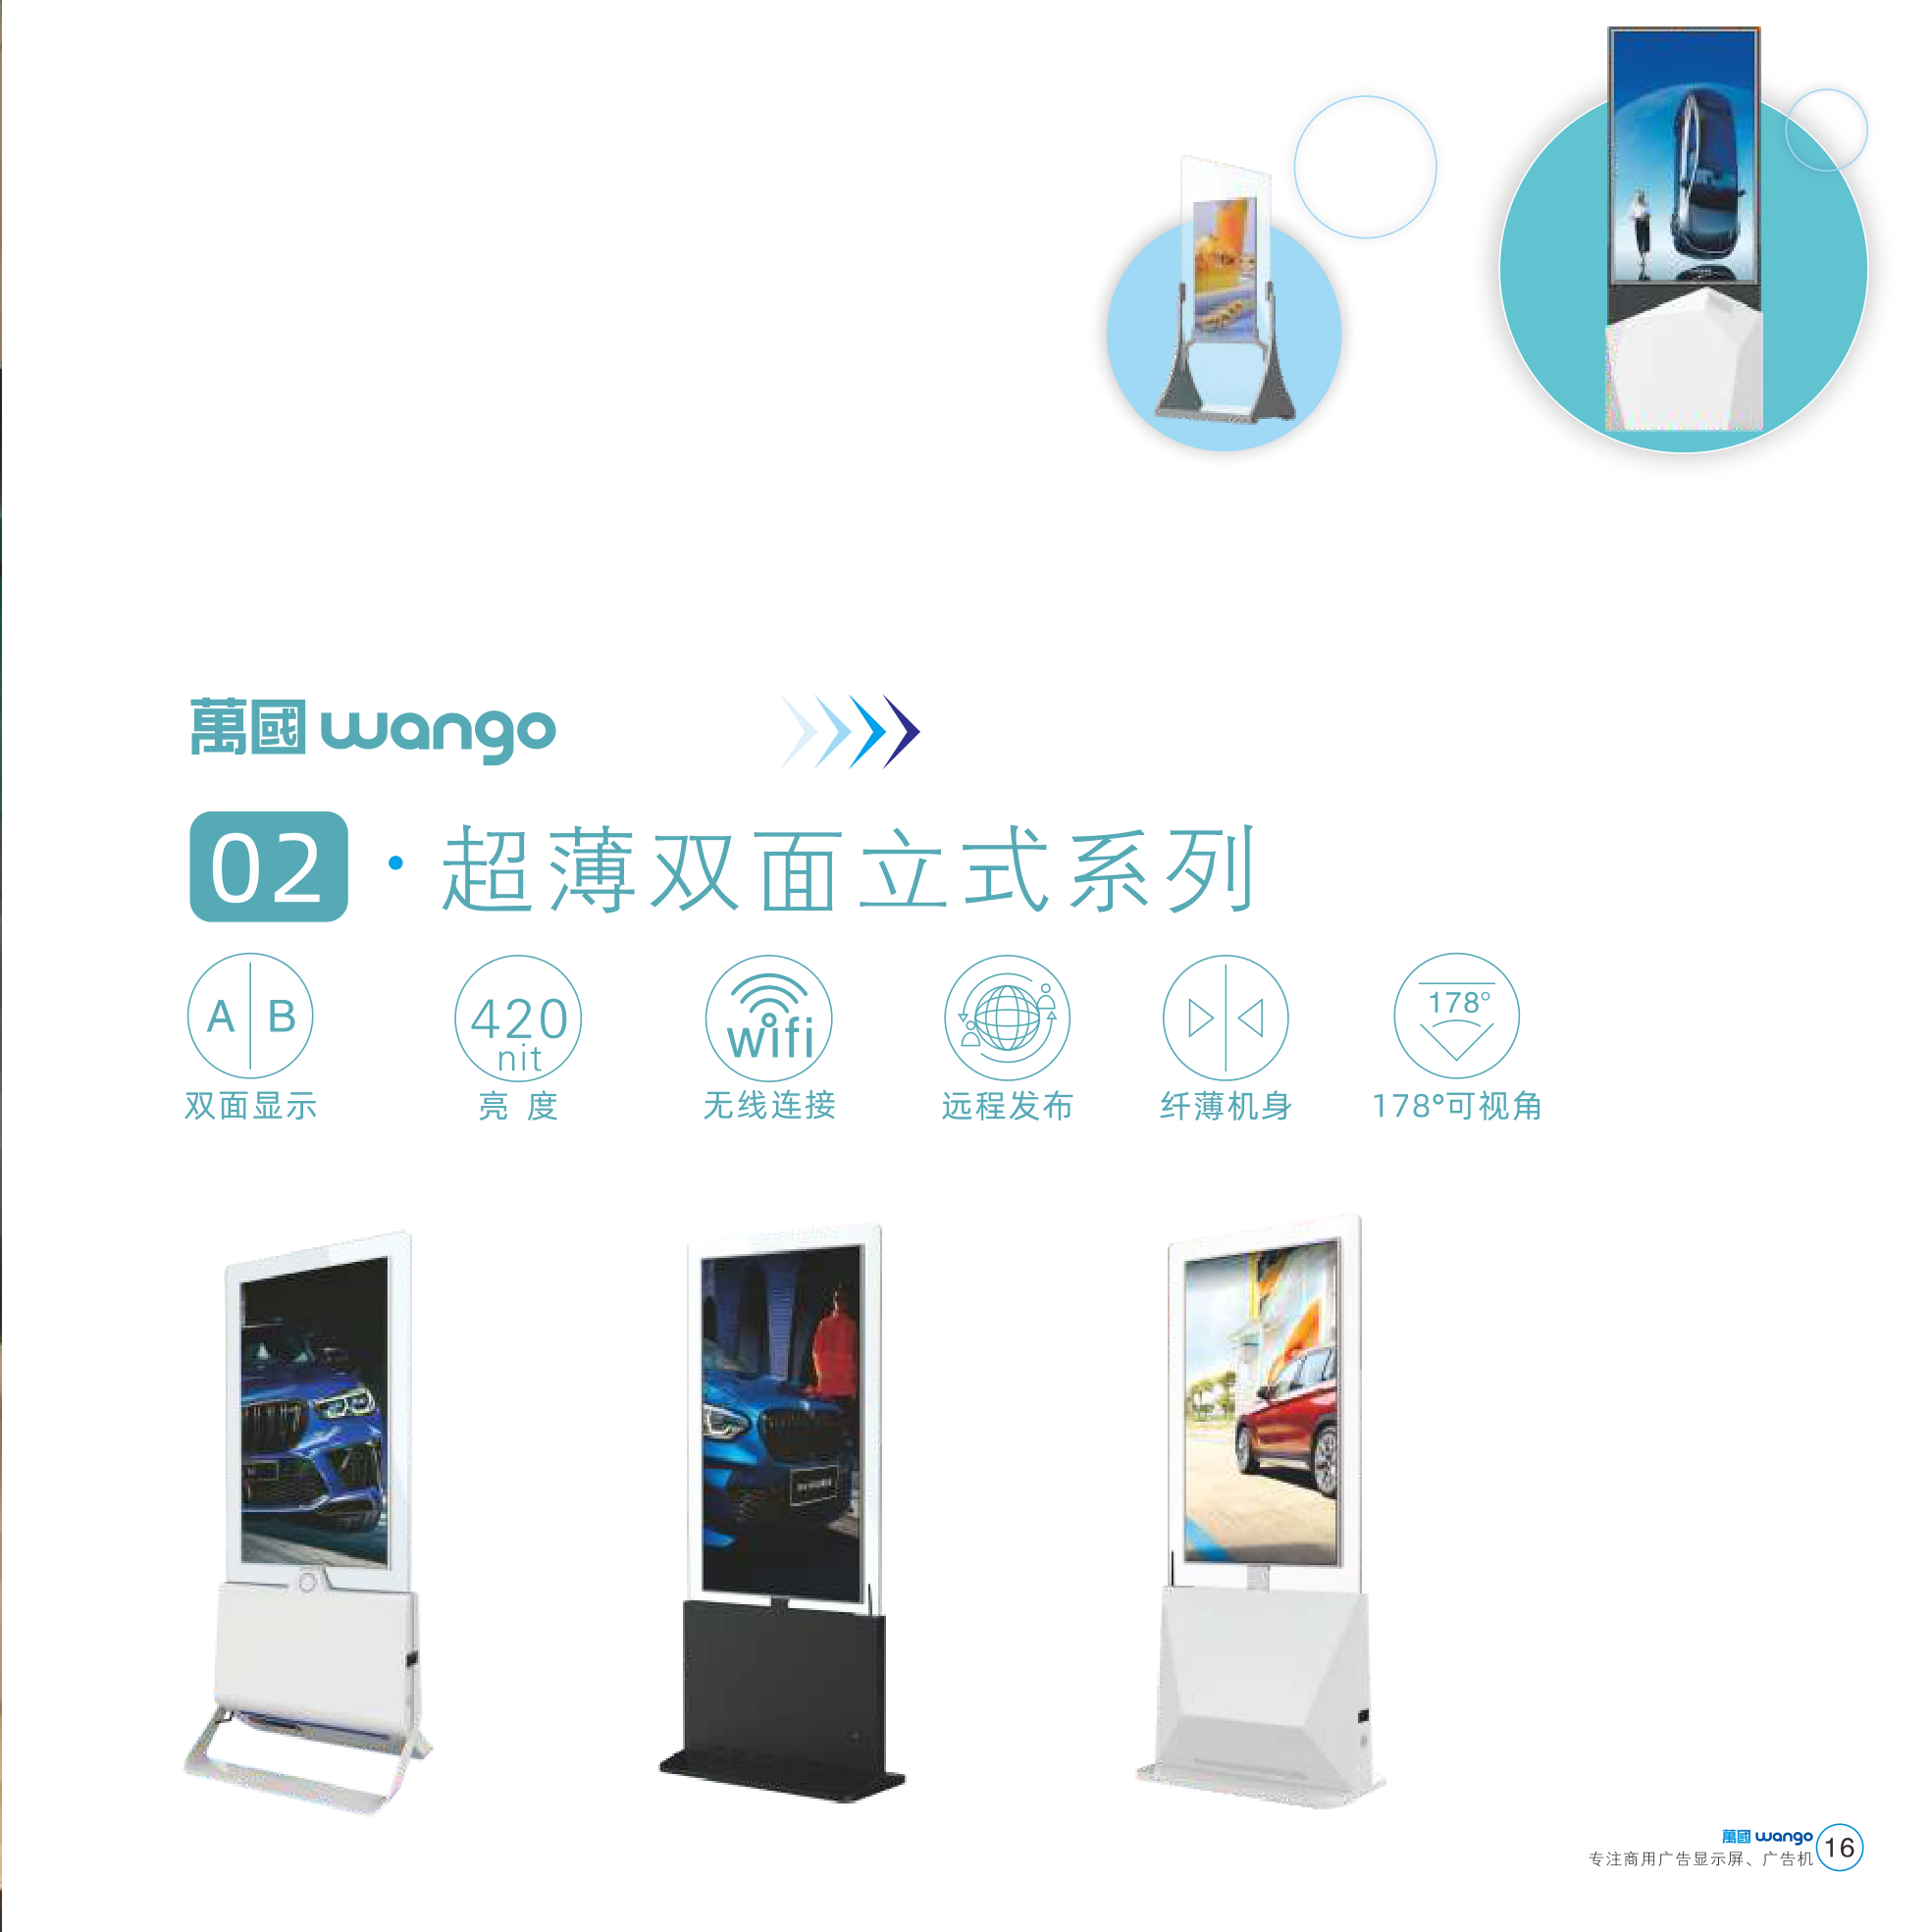 萬國 wango
02·超薄双面立式系列
A B
420
nit
wifi
178°
双面显示
亮 度
无线连接
远程发布
纤薄机身
178°可视角
萬國 wango
专注商用广告显示屏、广告机
16